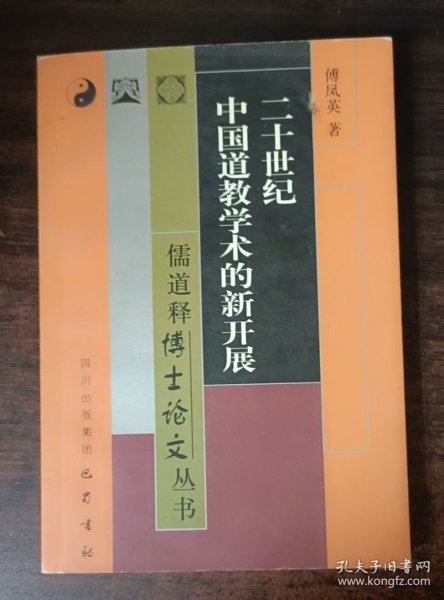 傅凤英 著
二十世纪
中国道教学术的新开展
儒道释博士论文丛书
四川出版集团 巴蜀书社
孔夫子旧书网
www.kongfz.com